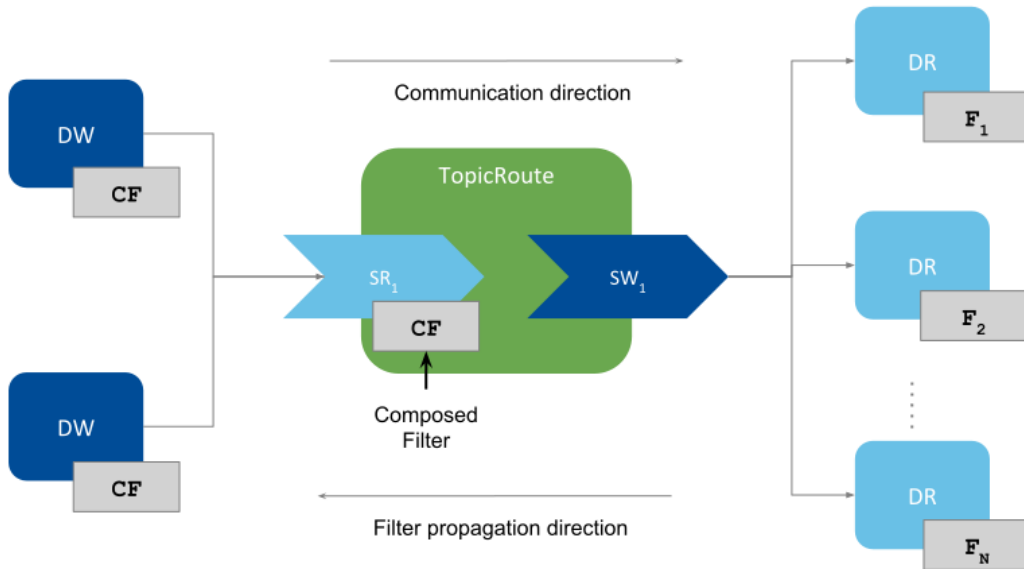 DW
CF
DW
CF
Communication direction
TopicRoute
SR1
CF
SW1
Composed
Filter
Filter propagation direction
DR
F1
DR
F2
DR
FN